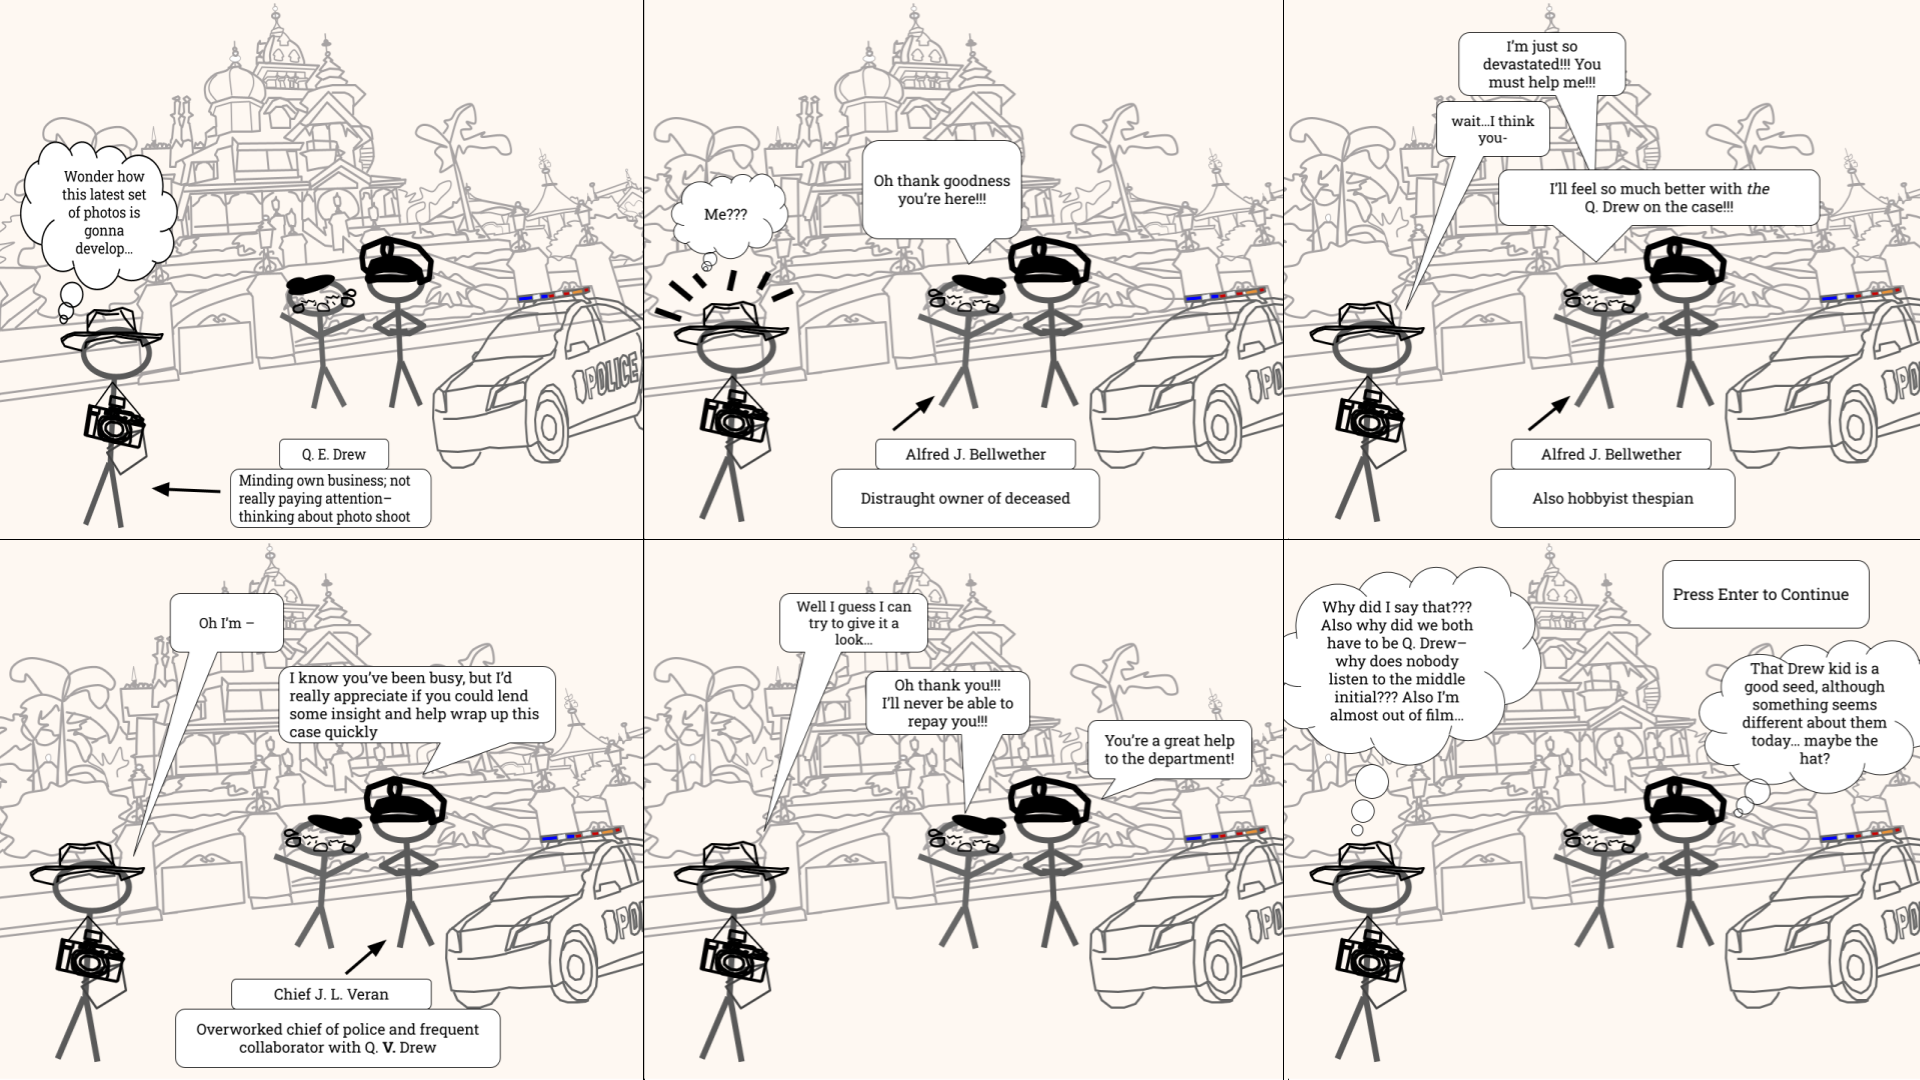 Wonder how
this latest set
of photos is
gonna
develop...
POLICE
Q. E. Drew
Minding own business; not
really paying attention–
thinking about photo shoot
Me???
Oh thank goodness
you're here!!!
PO
Alfred J. Bellwether
Distraught owner of deceased
I'm just so
devastated!!! You
must help me!!!
wait...I think
you-
I'll feel so much better with the
Q. Drew on the case!!!
PO
Alfred J. Bellwether
Also hobbyist thespian
Oh I'm –
I know you've been busy, but I'd
really appreciate if you could lend
some insight and help wrap up this
case quickly
PO
Chief J. L. Veran
Overworked chief of police and frequent
collaborator with Q. V. Drew
Well I guess I can
try to give it a
look...
Oh thank you!!!
I'll never be able to
repay you!!!
You're a great help
to the department!
PO
Why did I say that???
Also why did we both
have to be Q. Drew–
why does nobody
listen to the middle
initial??? Also I'm
almost out of film...
Press Enter to Continue
That Drew kid is a
good seed, although
something seems
different about them
today... maybe the
hat?
PO